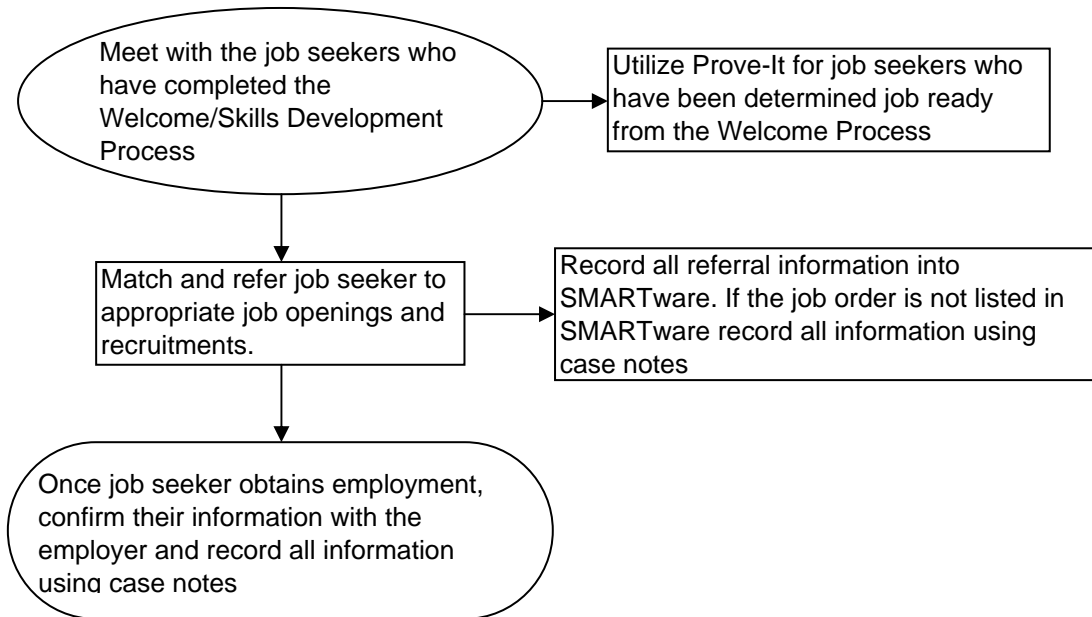 Meet with the job seekers who
have completed the
Welcome/Skills Development
Process
Utilize Prove-It for job seekers who
have been determined job ready
from the Welcome Process
Match and refer job seeker to
appropriate job openings and
recruitments.
Record all referral information into
SMARTware. If the job order is not listed in
SMARTware record all information using
case notes
Once job seeker obtains employment,
confirm their information with the
employer and record all information
using case notes